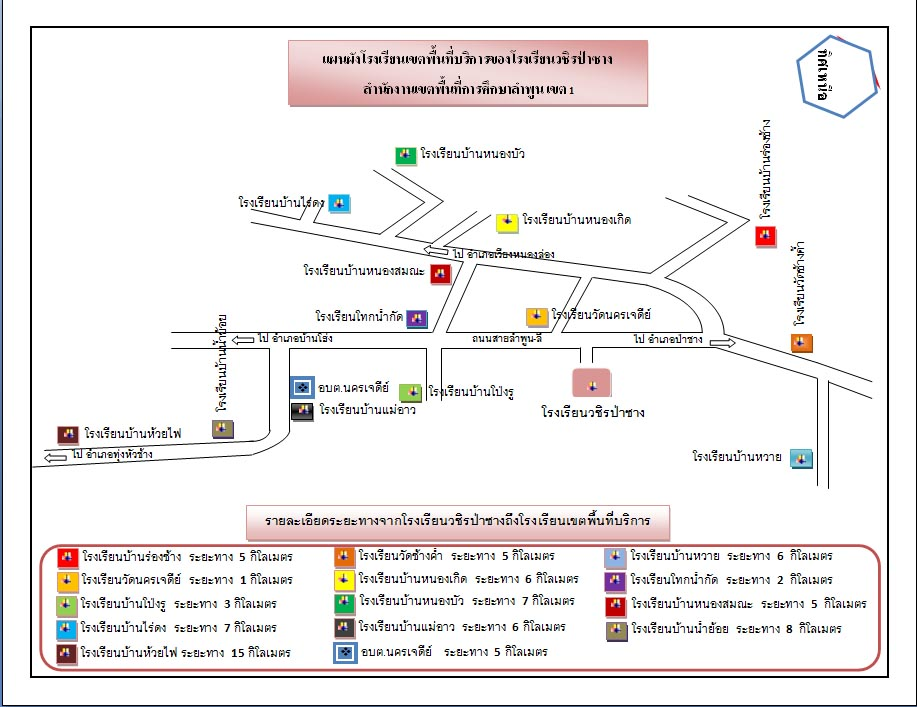 แผนผังโรงเรียนเขตพื้นที่บริการของโรงเรียนวชิรป่าซาง
สำนักงานเขตพื้นที่การศึกษาลำพูน เขต 1
ทิศเหนือ
โรงเรียนบ้านหนองบัว
โรงเรียนบ้านร่องช้าง
โรงเรียนบ้านไร่ดง
โรงเรียนบ้านหนองเกิด
ไป อำเภอเวียงหนองล่อง
โรงเรียนบ้านหนองสมณะ
โรงเรียนวัดช้างค้ำ
โรงเรียนโทกน้ำกัด
โรงเรียนวัดนครเจดีย์
โรงเรียนบ้านน้ำย้อย
ไป อำเภอบ้านโฮ่ง
ถนนสายลำพูน-ลี้
ไป อำเภอป่าซาง
อบต.นครเจดีย์
โรงเรียนบ้านโป่งรู
โรงเรียนบ้านแม่อาว
โรงเรียนวชิรป่าซาง
โรงเรียนบ้านห้วยไฟ
ไป อำเภอทุ่งหัวช้าง
โรงเรียนบ้านหวาย
รายละเอียดระยะทางจากโรงเรียนวชิรป่าซางถึงโรงเรียนเขตพื้นที่บริการ
โรงเรียนบ้านร่องช้าง ระยะทาง 5 กิโลเมตร
โรงเรียนวัดช้างค้ำ ระยะทาง 5 กิโลเมตร
โรงเรียนบ้านหวาย ระยะทาง 6 กิโลเมตร
โรงเรียนวัดนครเจดีย์ ระยะทาง 1 กิโลเมตร
โรงเรียนบ้านหนองเกิด ระยะทาง 6 กิโลเมตร
โรงเรียนโทกน้ำกัด ระยะทาง 2 กิโลเมตร
โรงเรียนบ้านโป่งรู ระยะทาง 3 กิโลเมตร
โรงเรียนบ้านหนองบัว ระยะทาง 7 กิโลเมตร
โรงเรียนบ้านหนองสมณะ ระยะทาง 5 กิโลเมตร
โรงเรียนบ้านไร่ดง ระยะทาง 7 กิโลเมตร
โรงเรียนบ้านแม่อาว ระยะทาง 6 กิโลเมตร
โรงเรียนบ้านน้ำย้อย ระยะทาง 8 กิโลเมตร
โรงเรียนบ้านห้วยไฟ ระยะทาง 15 กิโลเมตร
อบต.นครเจดีย์ ระยะทาง 5 กิโลเมตร